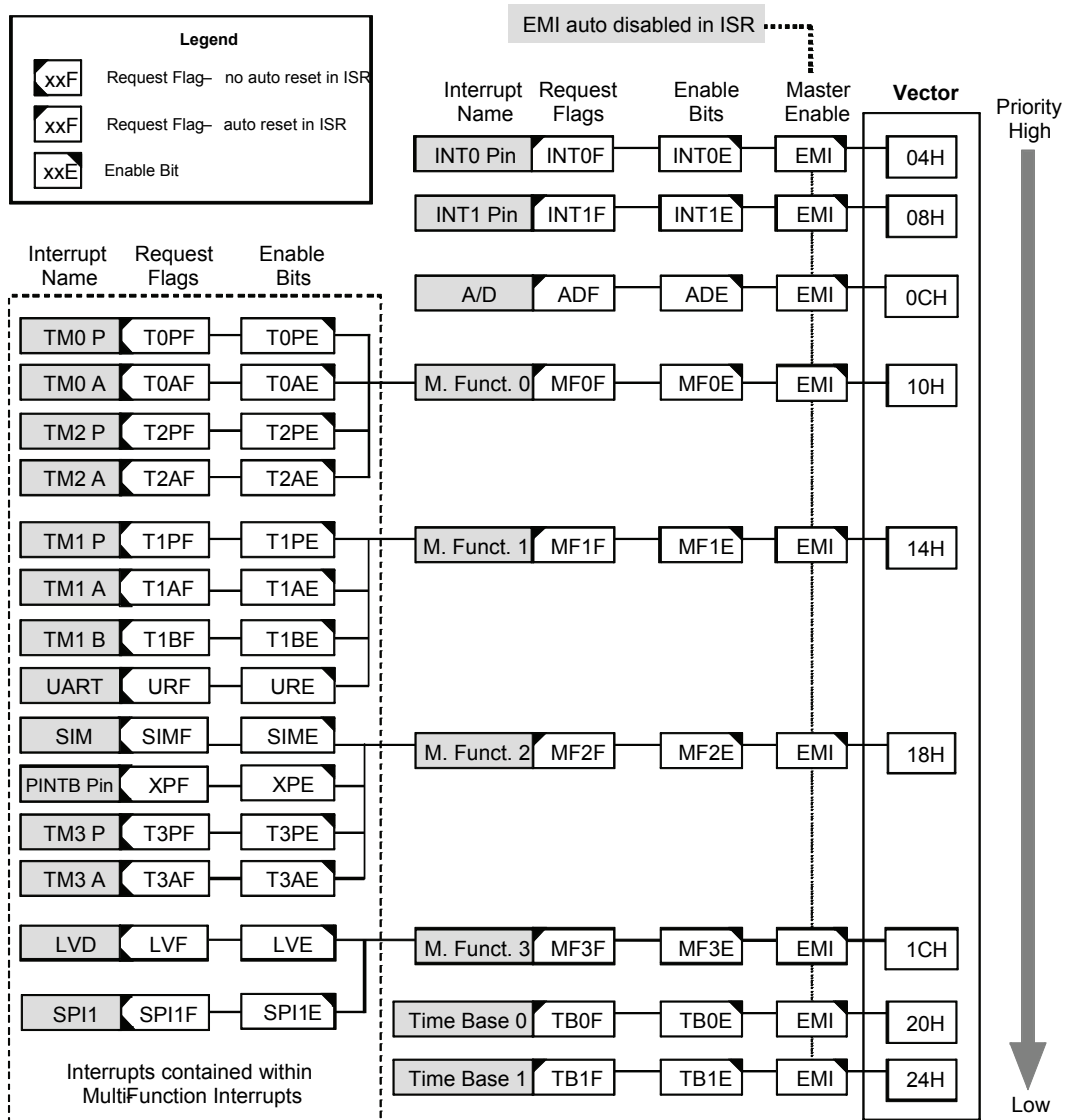 Legend
xxF Request Flag– no auto reset in ISR
xxF Request Flag– auto reset in ISR
xxE Enable Bit
EMI auto disabled in ISR
Interrupt Name Request Flags Enable Bits Master Enable Vector Priority
High
INT0 Pin INT0F INT0E EMI 04H
INT1 Pin INT1F INT1E EMI 08H
A/D ADF ADE EMI 0CH
M. Funct. 0 MF0F MF0E EMI 10H
M. Funct. 1 MF1F MF1E EMI 14H
M. Funct. 2 MF2F MF2E EMI 18H
M. Funct. 3 MF3F MF3E EMI 1CH
Time Base 0 TB0F TB0E EMI 20H
Time Base 1 TB1F TB1E EMI 24H
Low
Interrupt Name Request Flags Enable Bits
TM0 P T0PF T0PE
TM0 A T0AF T0AE
TM2 P T2PF T2PE
TM2 A T2AF T2AE
TM1 P T1PF T1PE
TM1 A T1AF T1AE
TM1 B T1BF T1BE
UART URF URE
SIM SIMF SIME
PINTB Pin XPF XPE
TM3 P T3PF T3PE
TM3 A T3AF T3AE
LVD LVF LVE
SPI1 SPI1F SPI1E
Interrupts contained within
Multi-Function Interrupts